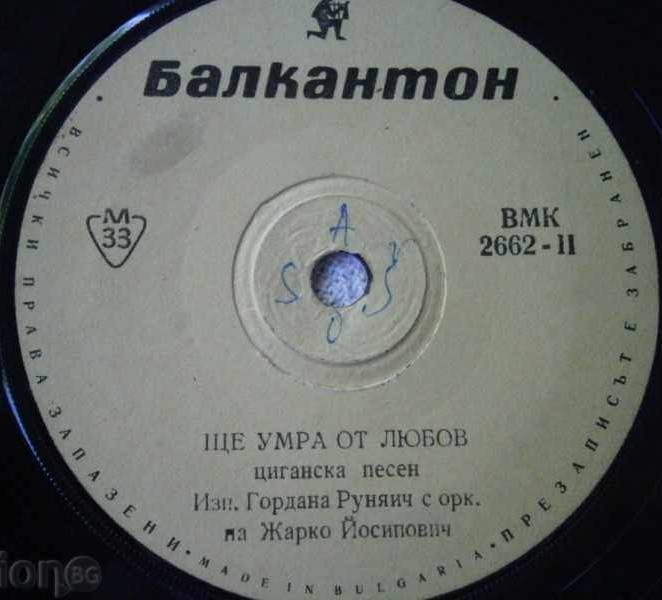 Балкантон
М
33
ВМК
2662-II
A
S
ЩЕ УМРА ОТ ЛЮБОВ
циганска песен
Изп. Гордана Руняич с орк.
на Жарко Йосипович
ВСИЧКИ ПРАВА ЗАПАЗЕНИ • MADE IN BULGARIA • ПРЕЗАПИСЪТ Е ЗАБРАНЕН